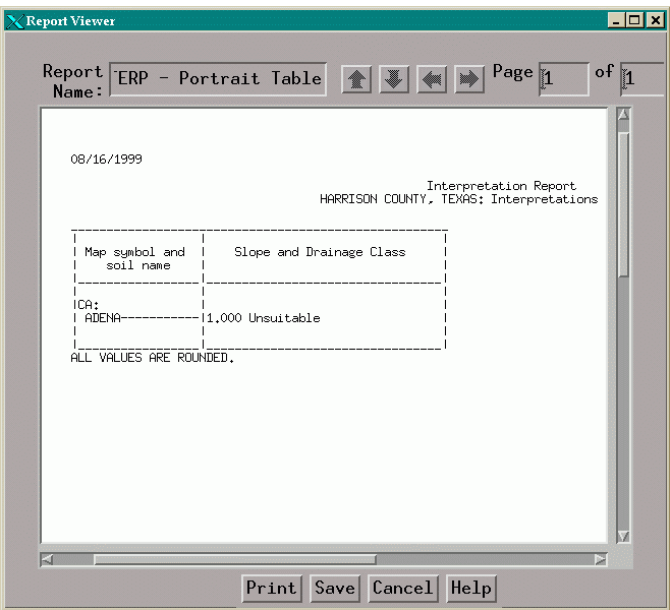 Report Viewer
Report Name: ERP - Portrait Table Page 1 of 1
08/16/1999
Interpretation Report
HARRISON COUNTY, TEXAS: Interpretations
Map symbol and soil name | Slope and Drainage Class
CA:
ADENA-----------|1.000 Unsuitable
ALL VALUES ARE ROUNDED.
Print Save Cancel Help